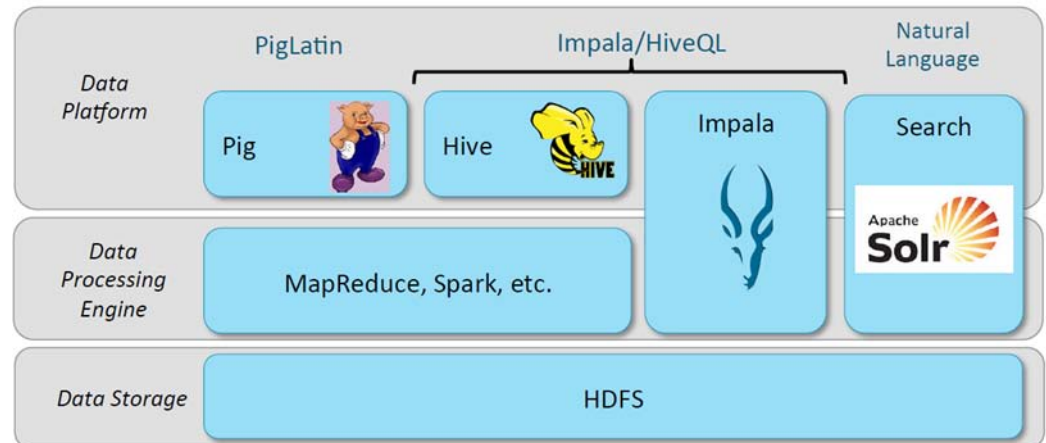 PigLatin
Impala/HiveQL
Natural
Language
Data
Platform
Pig
Hive
HIVE
Impala
Search
Apache
Solr
Data
Processing
Engine
MapReduce, Spark, etc.
Data Storage
HDFS